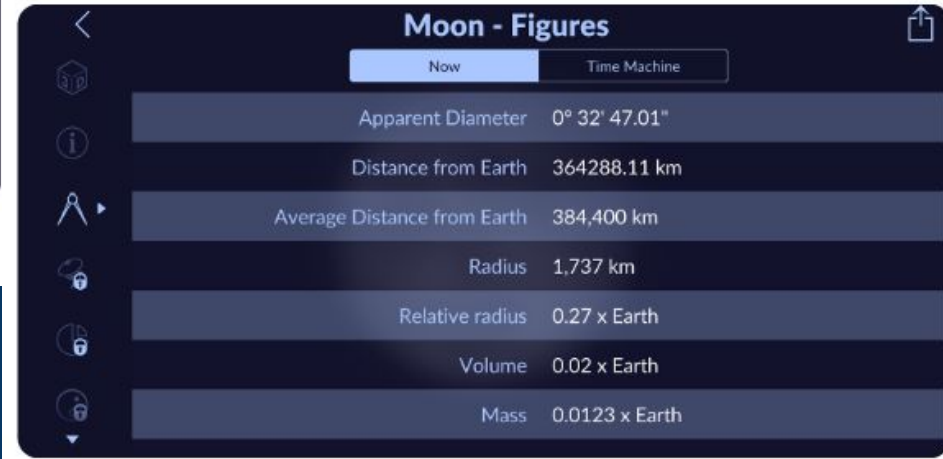 Moon - Figures
Now Time Machine
Apparent Diameter 0° 32' 47.01"
Distance from Earth 364288.11 km
Average Distance from Earth 384,400 km
Radius 1,737 km
Relative radius 0.27 x Earth
Volume 0.02 x Earth
Mass 0.0123 x Earth